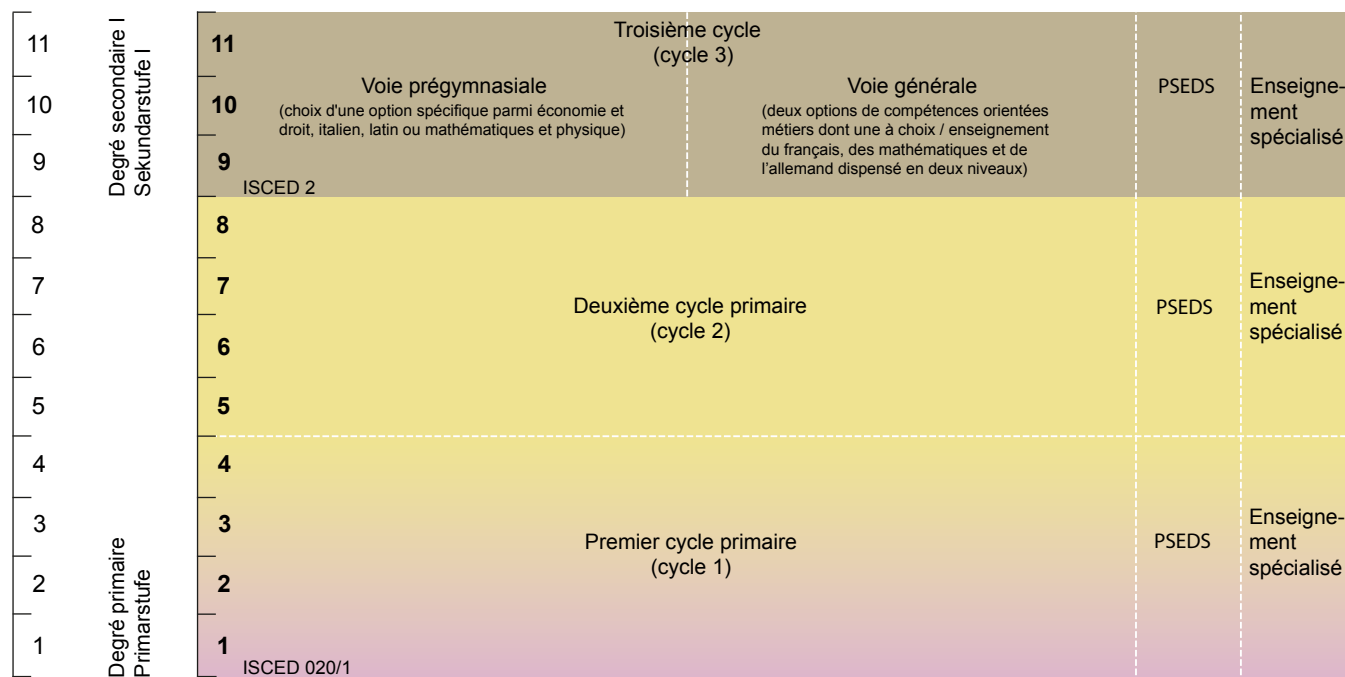 11
10
9
8
7
6
5
4
3
2
1
Degré secondaire I
Sekundarstufe I
Degré primaire
Primarstufe
11
10
9
8
7
6
5
4
3
2
1
Troisième cycle
(cycle 3)
Voie prégymnasiale
(choix d'une option spécifique parmi économie et
droit, italien, latin ou mathématiques et physique)
Voie générale
(deux options de compétences orientées
métiers dont une à choix / enseignement
du français, des mathématiques et de
l'allemand dispensé en deux niveaux)
PSEDS
Enseigne-
ment
spécialisé
ISCED 2
Deuxième cycle primaire
(cycle 2)
PSEDS
Enseigne-
ment
spécialisé
Premier cycle primaire
(cycle 1)
PSEDS
Enseigne-
ment
spécialisé
ISCED 020/1